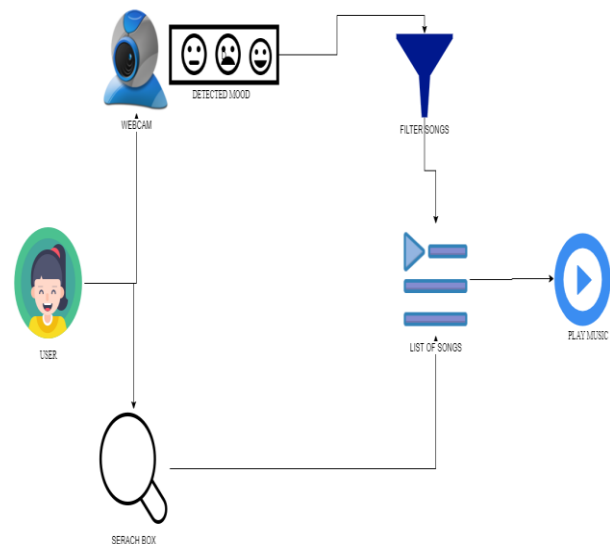 DETECTED MOOD
WEBCAM
FILTER SONGS
USER
LIST OF SONGS
PLAY MUSIC
SERACH BOX